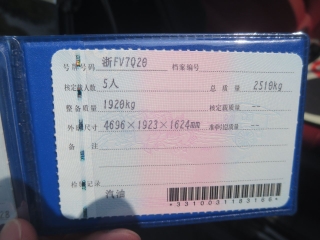 号牌号码 浙FV7Q20 档案编号
核定载人数 5人 总质量 2510kg
整备质量 1920kg 核定载质量 --
外廓尺寸 4696×1923×1624mm 准牵引总质量 --
备注
检验记录
汽油